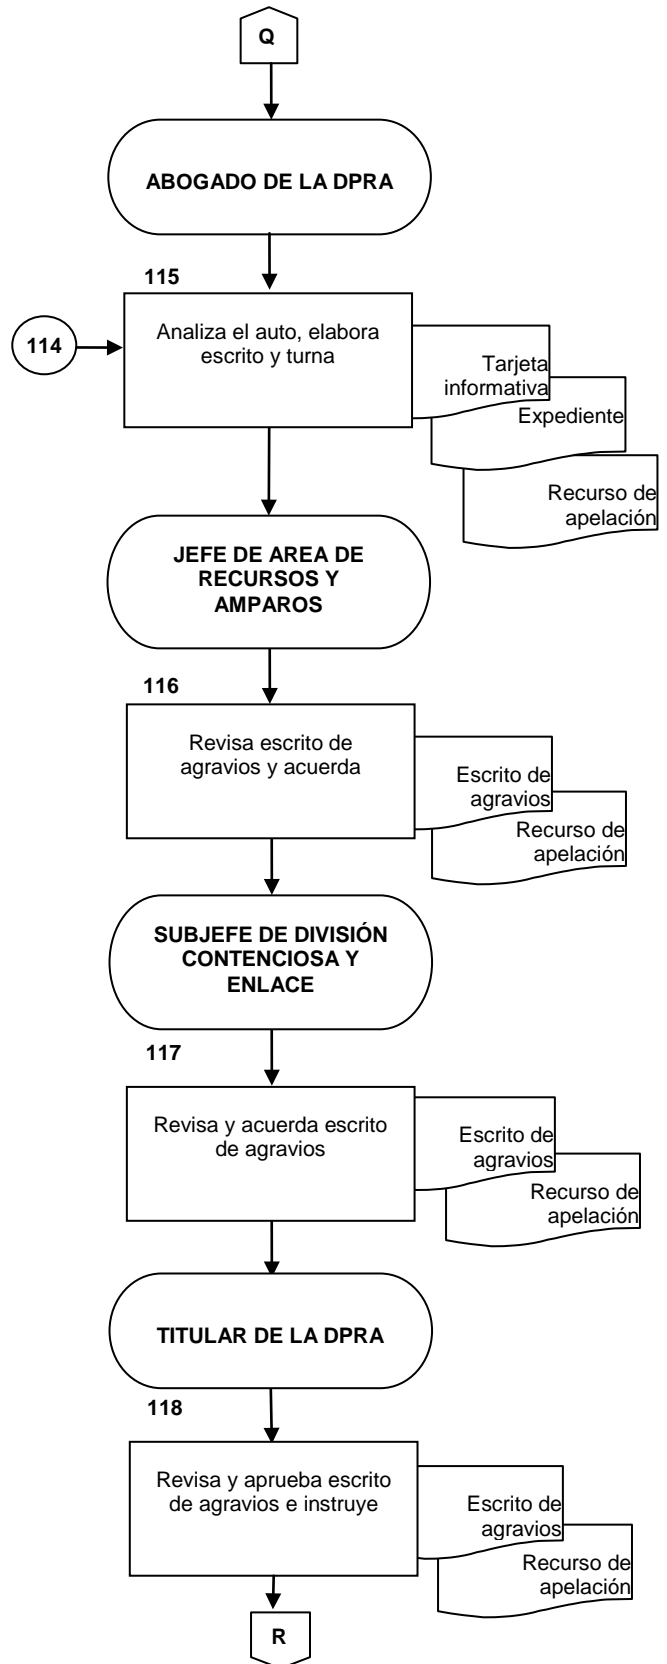 Q
ABOGADO DE LA DPRA
115
114
Analiza el auto, elabora
escrito y turna
Tarjeta
informativa
Expediente
Recurso de
apelación
JEFE DE AREA DE
RECURSOS Y
AMPAROS
116
Revisa escrito de
agravios y acuerda
Escrito de
agravios
Recurso de
apelación
SUBJEFE DE DIVISIÓN
CONTENCIOSA Y
ENLACE
117
Revisa y acuerda escrito
de agravios
Escrito de
agravios
Recurso de
apelación
TITULAR DE LA DPRA
118
Revisa y aprueba escrito
de agravios e instruye
Escrito de
agravios
Recurso de
apelación
R